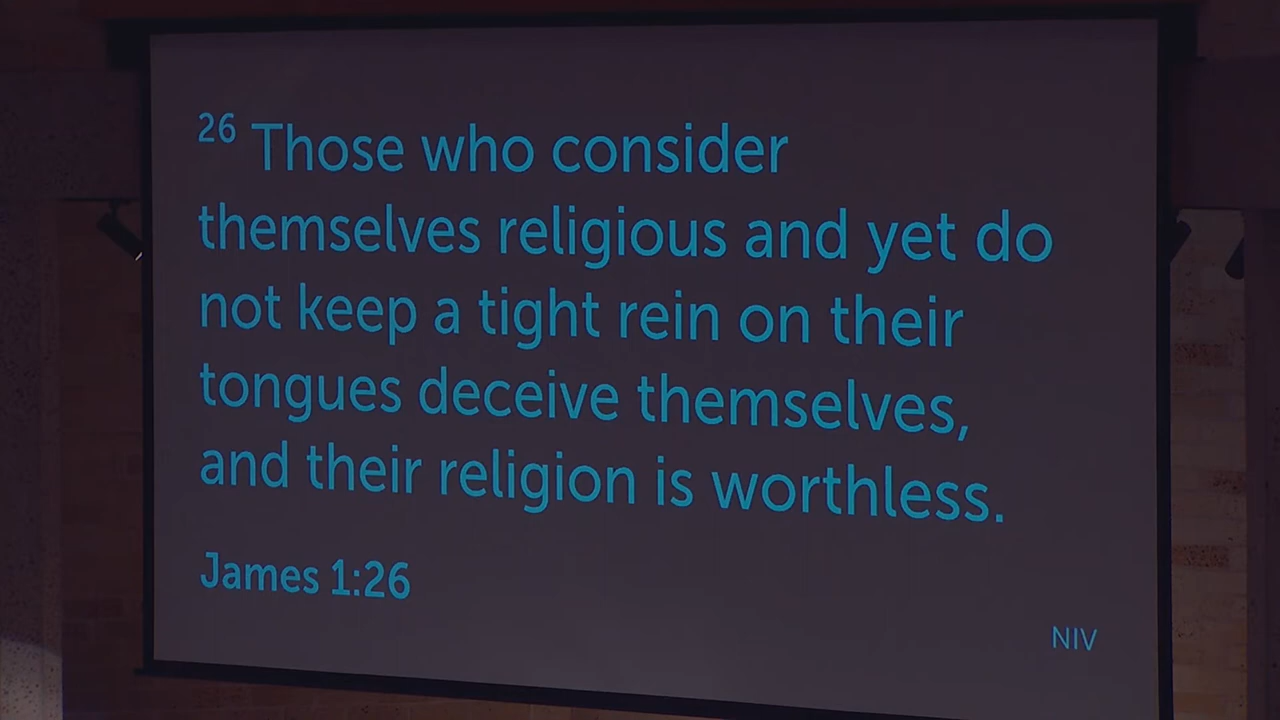 26 Those who consider
themselves religious and yet do
not keep a tight rein on their
tongues deceive themselves,
and their religion is worthless.
James 1:26
NIV